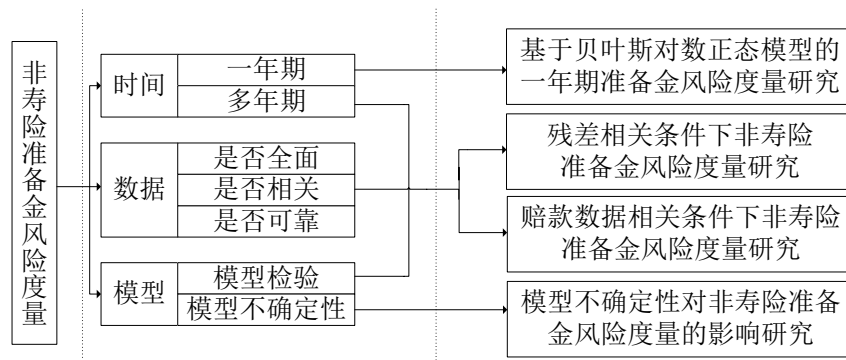 非寿险准备金风险度量
时间
一年期
多年期
数据
是否全面
是否相关
是否可靠
模型
模型检验
模型不确定性
基于贝叶斯对数正态模型的
一年期准备金风险度量研究
残差相关条件下非寿险
准备金风险度量研究
赔款数据相关条件下非寿险
准备金风险度量研究
模型不确定性对非寿险准备
金风险度量的影响研究